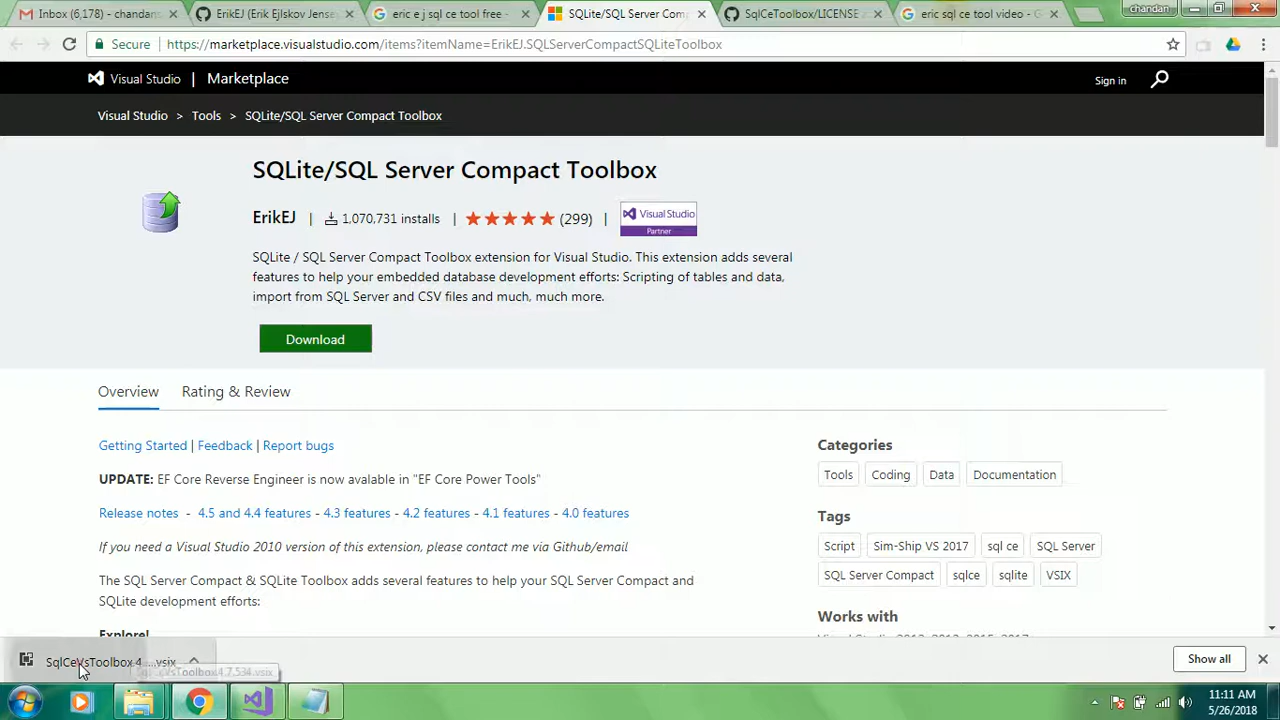 Inbox (6,178) - chandans
ErikEJ (Erik Ejlskov Jense
eric e j sql ce tool free -
SQLite/SQL Server Comp
SqlCeToolbox/LICENSE a
eric sql ce tool video - G
chandan
Secure
https://marketplace.visualstudio.com/items?itemName=ErikEJ.SQLServerCompactSQLiteToolbox
Visual Studio | Marketplace
Sign in
Visual Studio > Tools > SQLite/SQL Server Compact Toolbox
SQLite/SQL Server Compact Toolbox
ErikEJ | 1,070,731 installs | (299) | Visual Studio
Partner
SQLite / SQL Server Compact Toolbox extension for Visual Studio. This extension adds several
features to help your embedded database development efforts: Scripting of tables and data,
import from SQL Server and CSV files and much, much more.
Download
Overview Rating & Review
Getting Started | Feedback | Report bugs
UPDATE: EF Core Reverse Engineer is now avalable in "EF Core Power Tools"
Release notes - 4.5 and 4.4 features - 4.3 features - 4.2 features - 4.1 features - 4.0 features
If you need a Visual Studio 2010 version of this extension, please contact me via Github/email
The SQL Server Compact & SQLite Toolbox adds several features to help your SQL Server Compact and
SQLite development efforts:
Explore!
Categories
Tools Coding Data Documentation
Tags
Script Sim-Ship VS 2017 sql ce SQL Server
SQL Server Compact sqlce sqlite VSIX
Works with
SqlCeVsToolbox 4....vsix
Show all
11:11 AM
5/26/2018